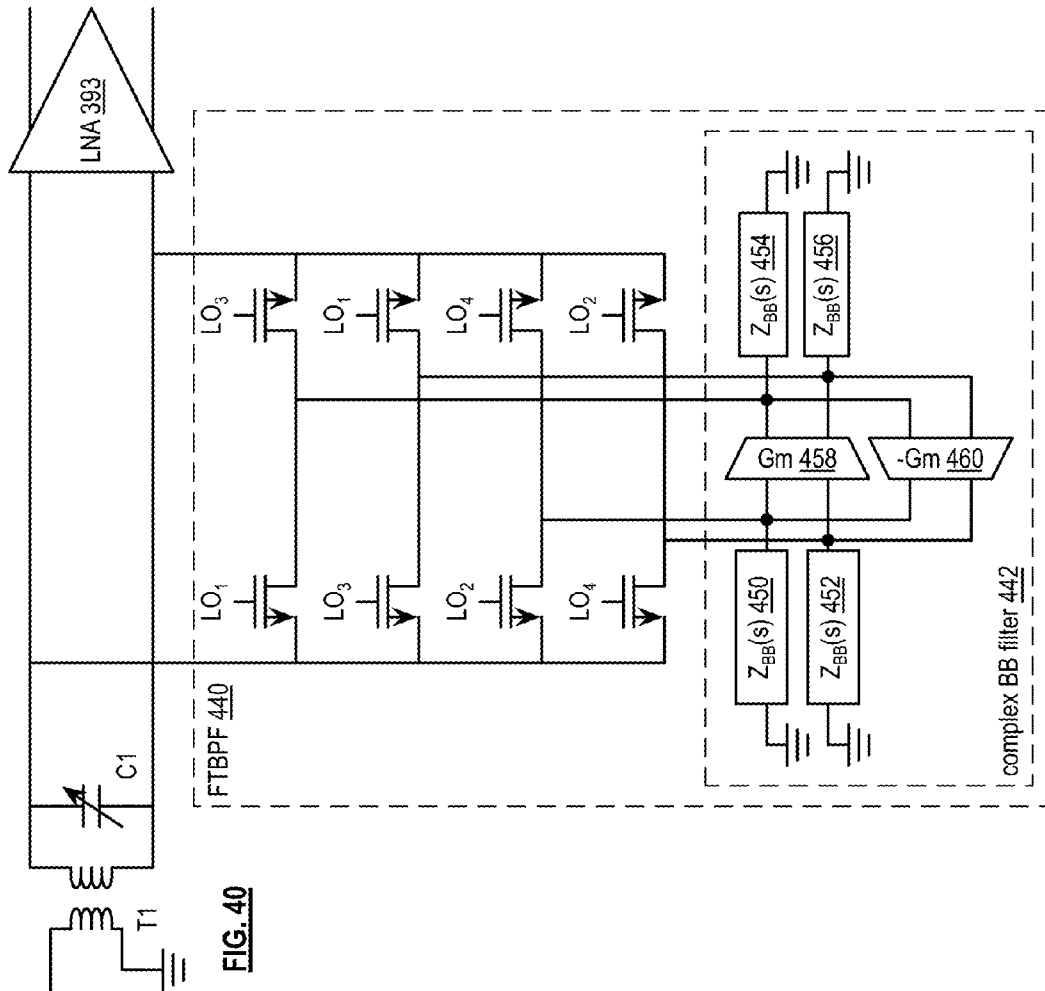 LNA 393
LO3
LO1
LO4
LO2
LO1
LO3
LO2
LO4
C1
T1
FIG. 40
FTBPF 440
ZBB(s) 454
ZBB(s) 456
Gm 458
-Gm 460
ZBB(s) 450
ZBB(s) 452
complex BB filter 442